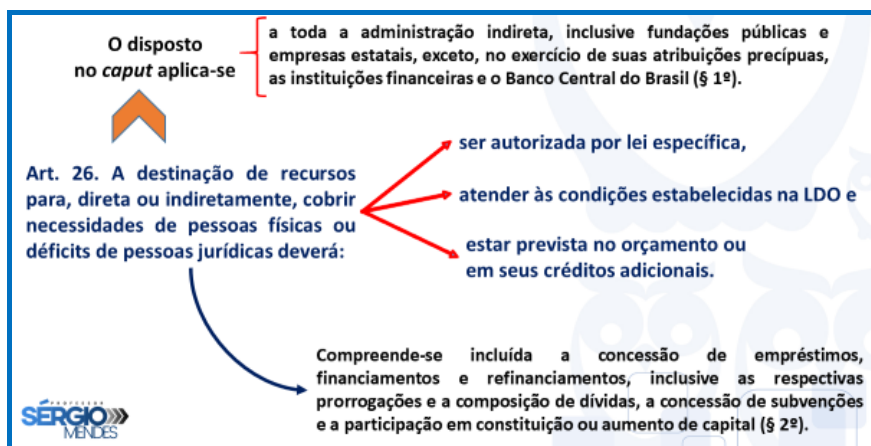 O disposto
no caput aplica-se
a toda a administração indireta, inclusive fundações públicas e
empresas estatais, exceto, no exercício de suas atribuições precípuas,
as instituições financeiras e o Banco Central do Brasil (§ 1º).
Art. 26. A destinação de recursos
para, direta ou indiretamente, cobrir
necessidades de pessoas físicas ou
déficits de pessoas jurídicas deverá:
ser autorizada por lei específica,
atender às condições estabelecidas na LDO e
estar prevista no orçamento ou
em seus créditos adicionais.
Compreende-se incluída a concessão de empréstimos,
financiamentos e refinanciamentos, inclusive as respectivas
prorrogações e a composição de dívidas, a concessão de subvenções
e a participação em constituição ou aumento de capital (§ 2º).
PROFESSOR
SÉRGIO
MENDES